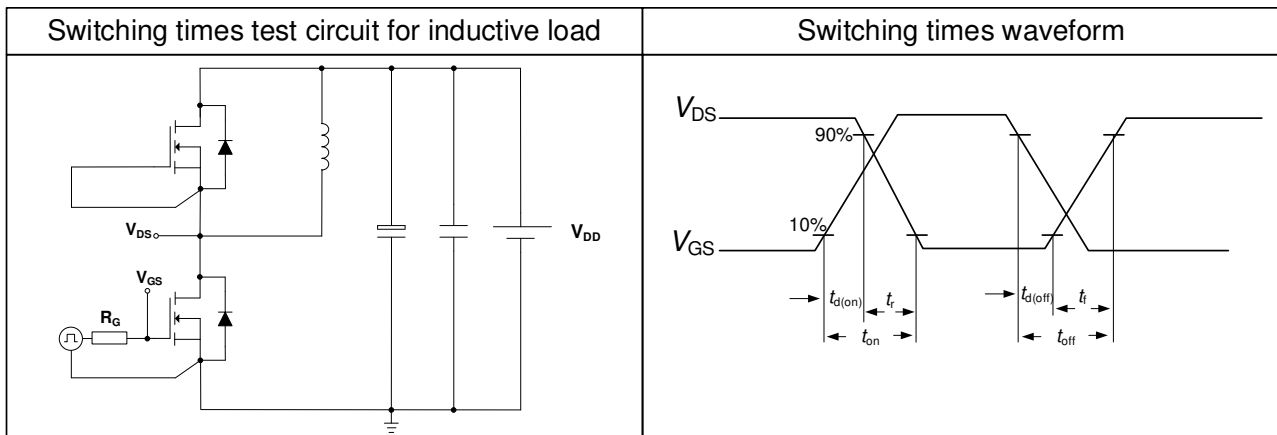 Switching times test circuit for inductive load
Switching times waveform
VDS
VDD
VGS
RG
VDS
90%
10%
VGS
td(on)
tr
td(off)
tf
ton
toff